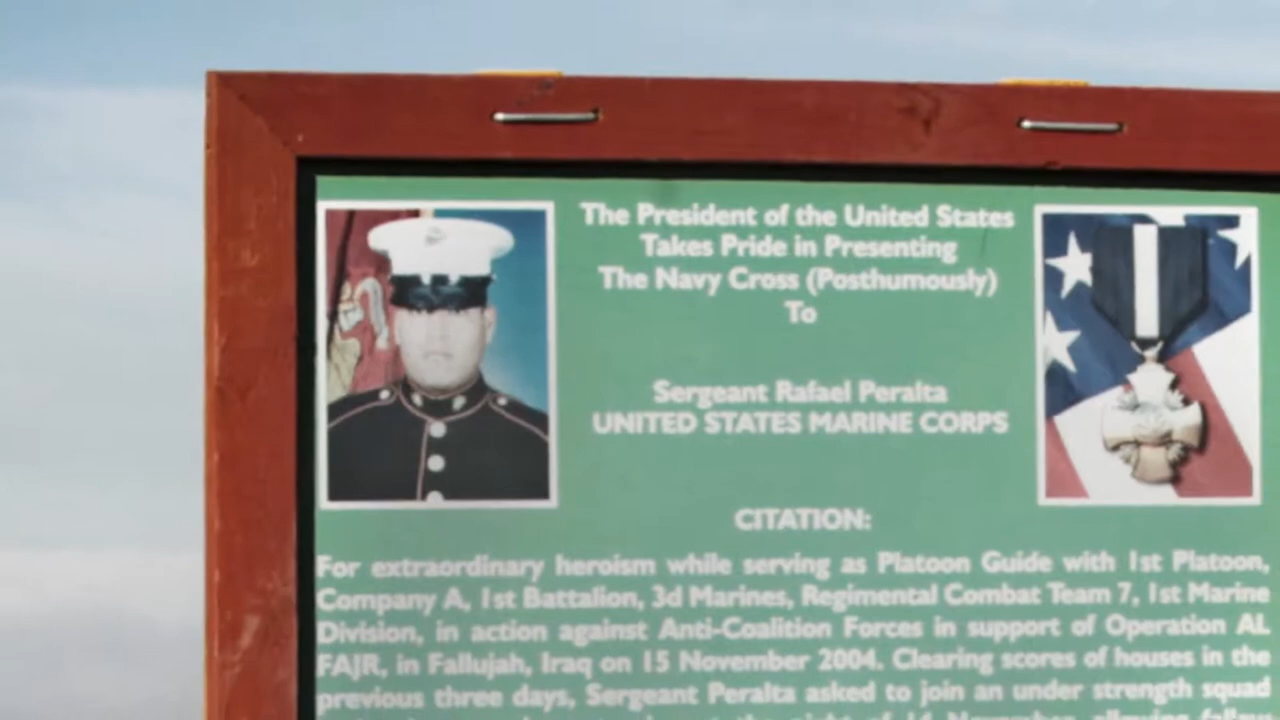 The President of the United States
Takes Pride in Presenting
The Navy Cross (Posthumously)
To
Sergeant Rafael Peralta
UNITED STATES MARINE CORPS
CITATION:
For extraordinary heroism while serving as Platoon Guide with 1st Platoon,
Company A, 1st Battalion, 3d Marines, Regimental Combat Team 7, 1st Marine
Division, in action against Anti-Coalition Forces in support of Operation AL
FAJR, in Fallujah, Iraq on 15 November 2004. Clearing scores of houses in the
previous three days, Sergeant Peralta asked to join an under strength squad